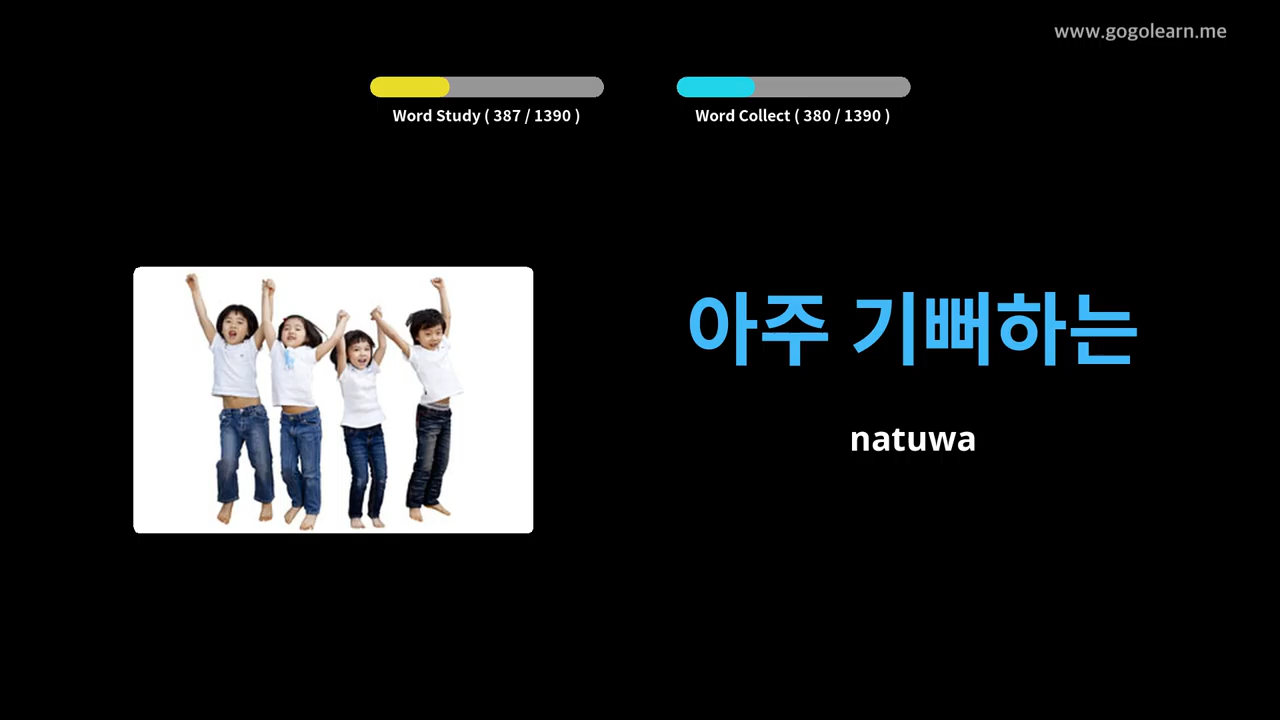 www.gogolearn.me
Word Study ( 387 / 1390 )
Word Collect ( 380 / 1390 )
아주 기뻐하는
natuwa